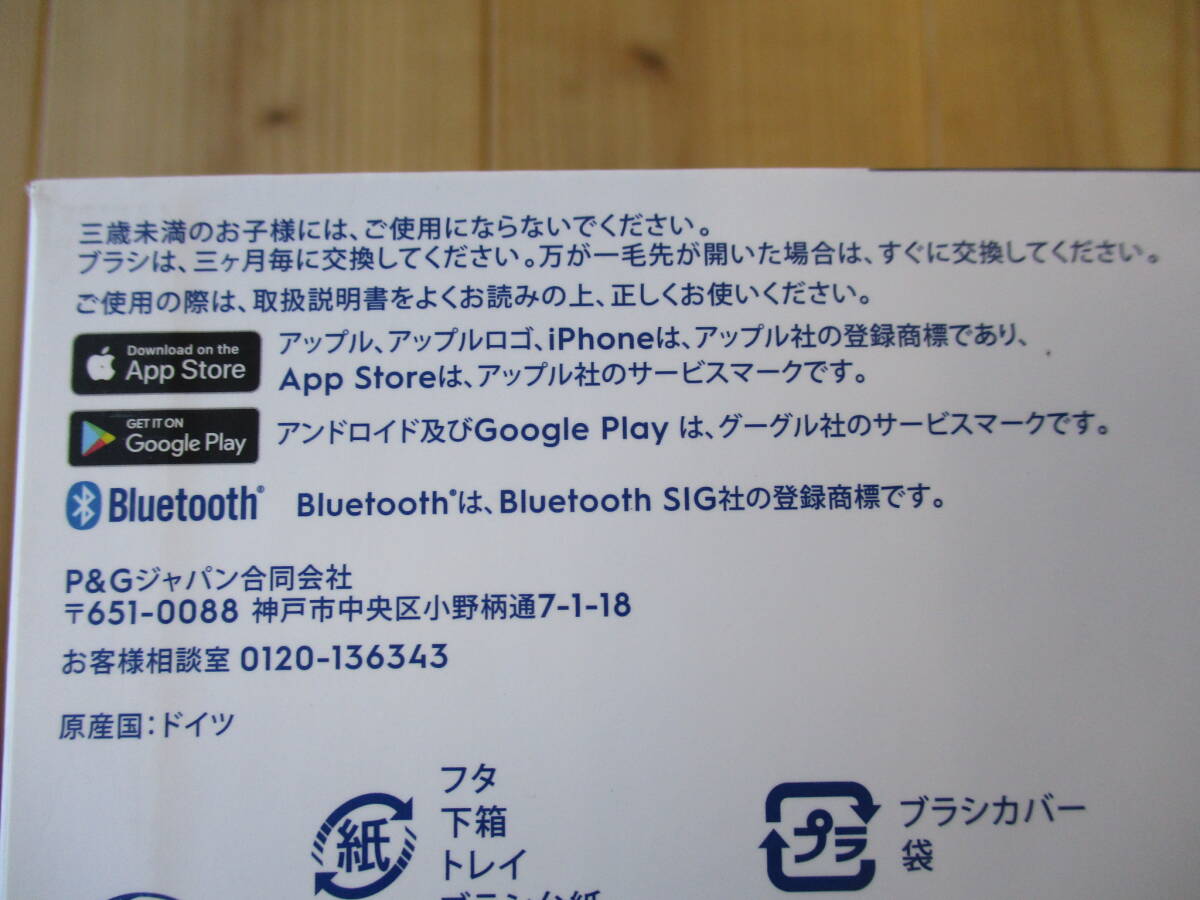 三歳未満のお子様には、ご使用にならないでください。
ブラシは、三ヶ月毎に交換してください。万が一毛先が開いた場合は、すぐに交換してください。
ご使用の際は、取扱説明書をよくお読みの上、正しくお使いください。
Download on the
App Store
アップル、アップルロゴ、iPhoneは、アップル社の登録商標であり、
App Storeは、アップル社のサービスマークです。
GET IT ON
Google Play
アンドロイド及びGoogle Play は、グーグル社のサービスマークです。
Bluetooth®
Bluetooth®は、Bluetooth SIG社の登録商標です。
P&Gジャパン合同会社
〒651-0088 神戸市中央区小野柄通7-1-18
お客様相談室 0120-136343
原産国:ドイツ
紙
フタ
下箱
トレイ
ブラシ台紙
プラ
ブラシカバー
袋